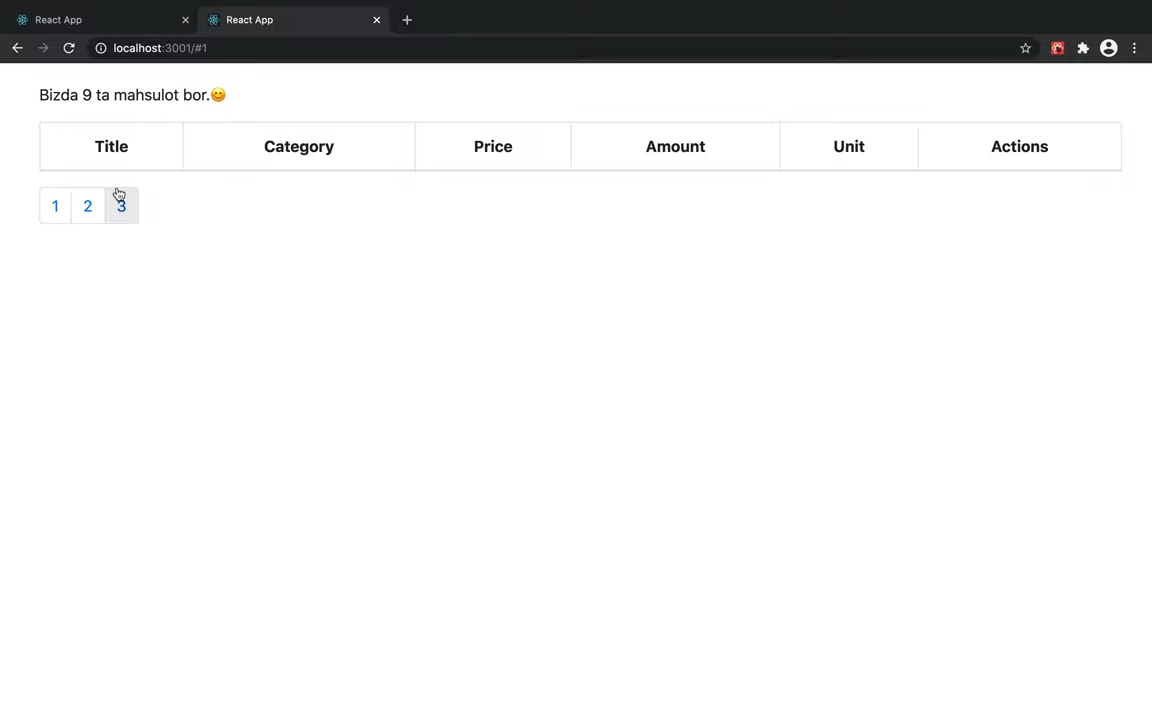 React App
React App
localhost:3001/#1
Bizda 9 ta mahsulot bor.😊
Title Category Price Amount Unit Actions
1 2 3